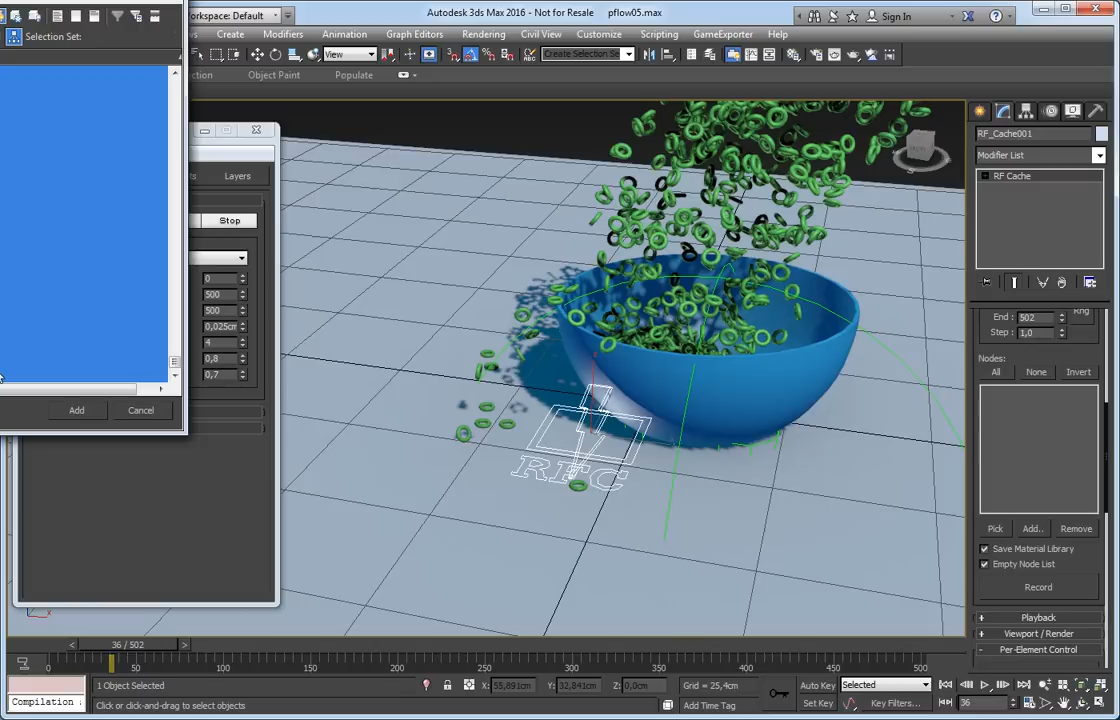 Workspace: Default
Autodesk 3ds Max 2016 - Not for Resale pflow05.max
Sign In
Create Modifiers Animation Graph Editors Rendering Civil View Customize Scripting GameExporter Help
Selection Set:
View
Create Selection Se
Object Paint Populate
RF_Cache001
Modifier List
RF Cache
Layers
Stop
0
500
500
0,025cm
4
0,8
0,7
Add Cancel
RFC
End : 502
Rng
Step : 1,0
Nodes:
All None Invert
Pick Add.. Remove
Save Material Library
Empty Node List
Record
Playback
Viewport / Render
Per-Element Control
x
< 36 / 502 >
0 50 100 150 200 250 300 350 400 450 500
1 Object Selected
X: 55,891cm Y: 32,841cm Z: 0,0cm
Grid = 25,4cm
Auto Key Selected
Compilation
Click or click-and-drag to select objects
Add Time Tag
Set Key Key Filters...
36